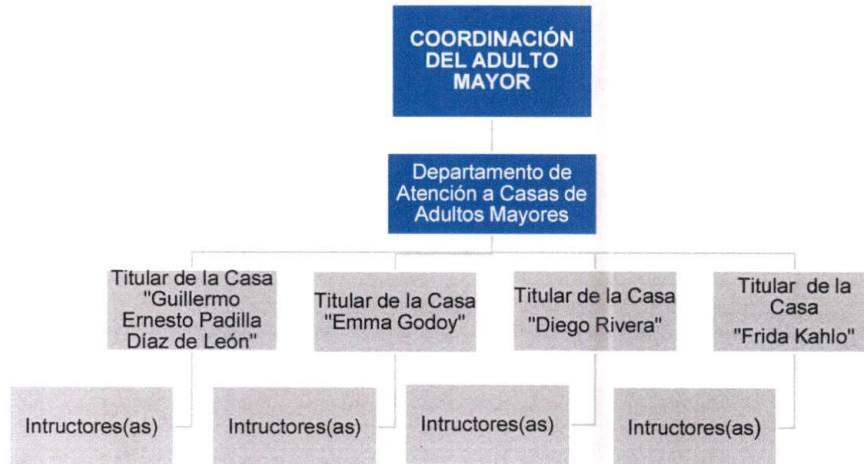 COORDINACIÓN
DEL ADULTO
MAYOR
Departamento de
Atención a Casas de
Adultos Mayores
Titular de la Casa
"Guillermo
Ernesto Padilla
Díaz de León"
Titular de la Casa
"Emma Godoy"
Titular de la Casa
"Diego Rivera"
Titular de la
Casa
"Frida Kahlo"
Intructores(as)
Intructores(as)
Intructores(as)
Intructores(as)